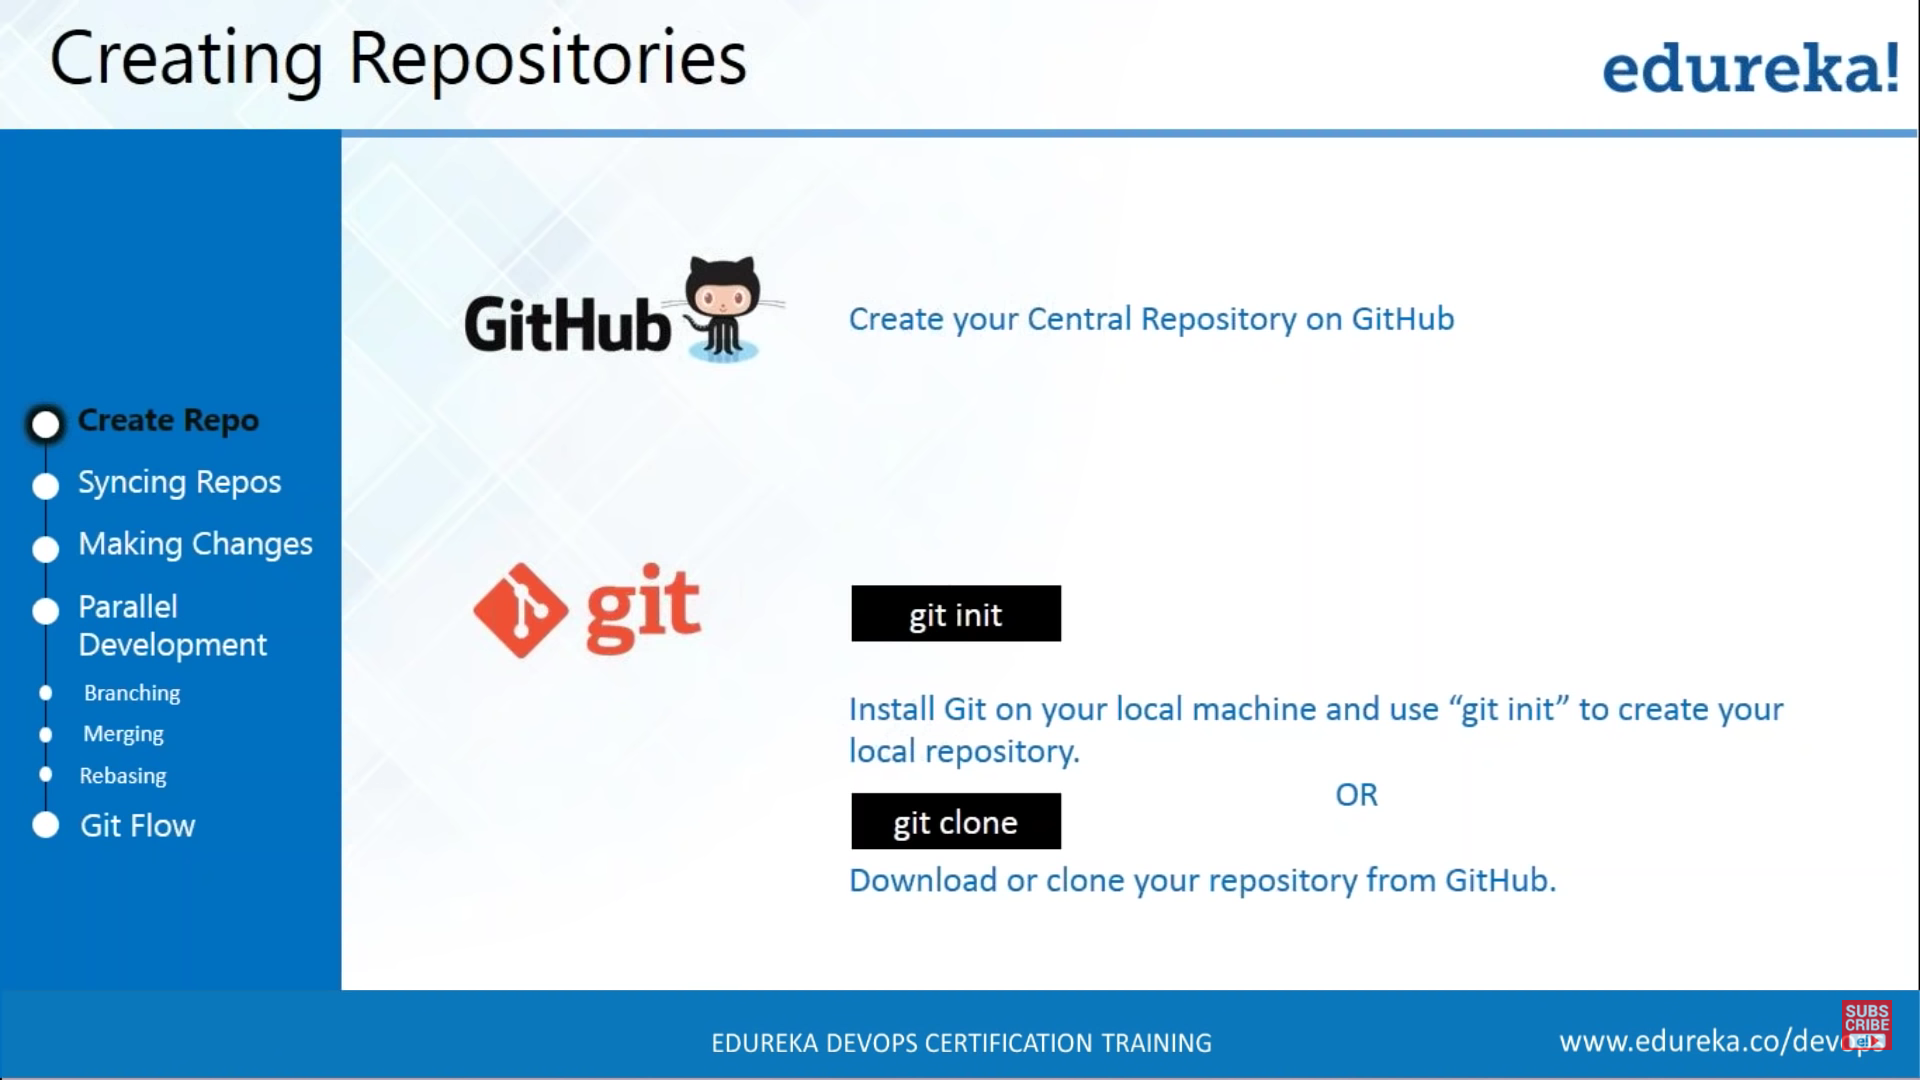 Creating Repositories
edureka!
Create Repo
Syncing Repos
Making Changes
Parallel
Development
Branching
Merging
Rebasing
Git Flow
GitHub
Create your Central Repository on GitHub
git
git init
Install Git on your local machine and use “git init” to create your
local repository.
OR
git clone
Download or clone your repository from GitHub.
EDUREKA DEVOPS CERTIFICATION TRAINING
www.edureka.co/devops
SUBS
CRIBE
e!